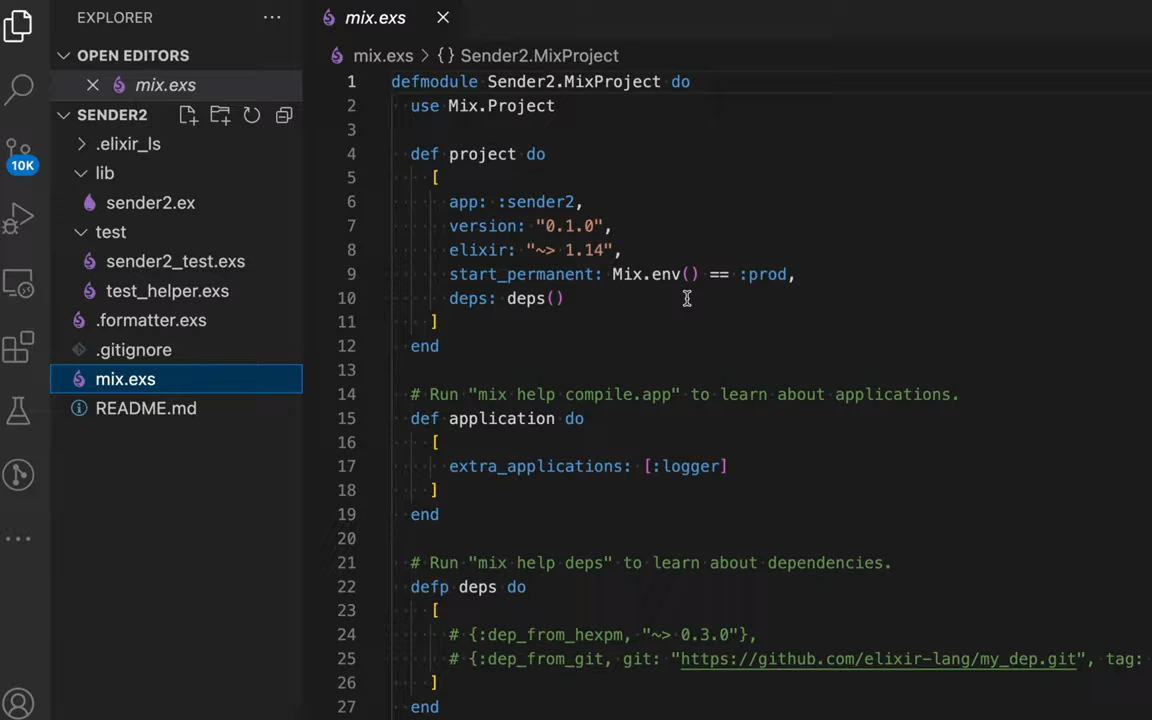 EXPLORER
OPEN EDITORS
mix.exs
SENDER2
.elixir_ls
lib
sender2.ex
test
sender2_test.exs
test_helper.exs
.formatter.exs
.gitignore
mix.exs
README.md
10K
mix.exs
mix.exs > {} Sender2.MixProject
1 defmodule Sender2.MixProject do
2   use Mix.Project
3
4   def project do
5     [
6       app: :sender2,
7       version: "0.1.0",
8       elixir: "~> 1.14",
9       start_permanent: Mix.env() == :prod,
10       deps: deps()
11     ]
12   end
13
14   # Run "mix help compile.app" to learn about applications.
15   def application do
16     [
17       extra_applications: [:logger]
18     ]
19   end
20
21   # Run "mix help deps" to learn about dependencies.
22   defp deps do
23     [
24       # {:dep_from_hexpm, "~> 0.3.0"},
25       # {:dep_from_git, git: "https://github.com/elixir-lang/my_dep.git", tag:
26     ]
27   end